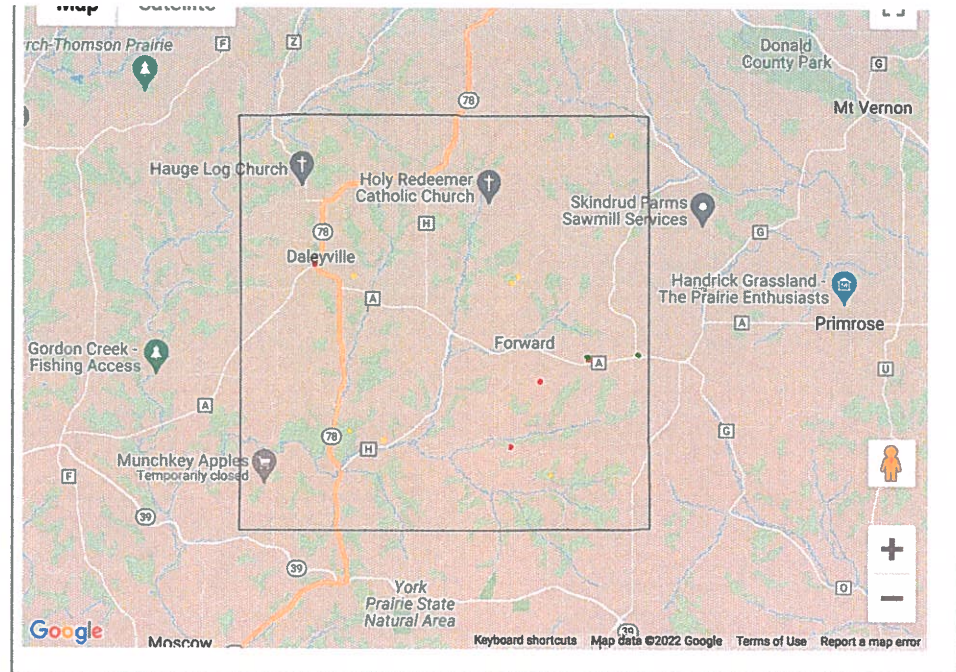 Map
Satellite
rch-Thomson Prairie
F
Z
Donald
County Park
G
78
Mt Vernon
Hauge Log Church
Holy Redeemer
Catholic Church
Skindrud Farms
Sawmill Services
H
78
G
Daleyville
A
Handrick Grassland -
The Prairie Enthusiasts
A
Primrose
Gordon Creek -
Fishing Access
Forward
A
U
A
78
H
G
Munchkey Apples
Temporarily closed
F
39
39
York
Prairie State
Natural Area
O
Google
Moscow
39
Keyboard shortcuts
Map data ©2022 Google
Terms of Use
Report a map error